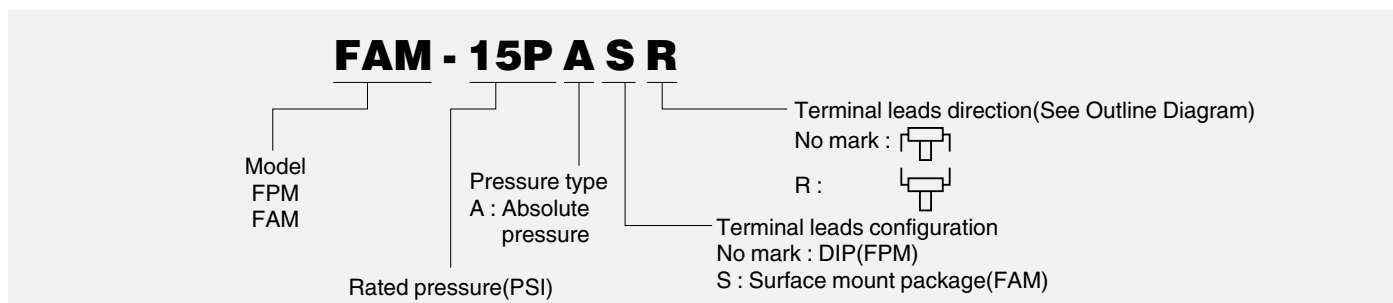 FAM - 15P A S R
Terminal leads direction(See Outline Diagram)
No mark :
R :
Model
FPM
FAM
Pressure type
A : Absolute
pressure
Terminal leads configuration
No mark : DIP(FPM)
S : Surface mount package(FAM)
Rated pressure(PSI)